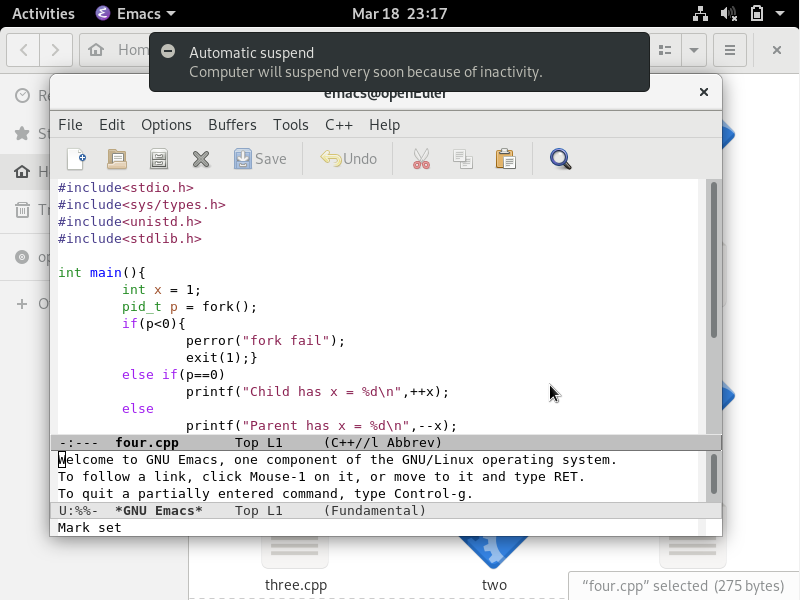 Activities Emacs Mar 18 23:17
Hom
Automatic suspend
Computer will suspend very soon because of inactivity.
emacs@openEuler
File Edit Options Buffers Tools C++ Help
Save Undo
#include<stdio.h>
#include<sys/types.h>
#include<unistd.h>
#include<stdlib.h>
int main(){
int x = 1;
pid_t p = fork();
if(p<0){
perror("fork fail");
exit(1);}
else if(p==0)
printf("Child has x = %d\n",++x);
else
printf("Parent has x = %d\n",--x);
-:--- four.cpp Top L1 (C++//l Abbrev)
Welcome to GNU Emacs, one component of the GNU/Linux operating system.
To follow a link, click Mouse-1 on it, or move to it and type RET.
To quit a partially entered command, type Control-g.
U:%%- *GNU Emacs* Top L1 (Fundamental)
Mark set
Re
St
H
Tr
op
O
three.cpp two
“four.cpp” selected (275 bytes)